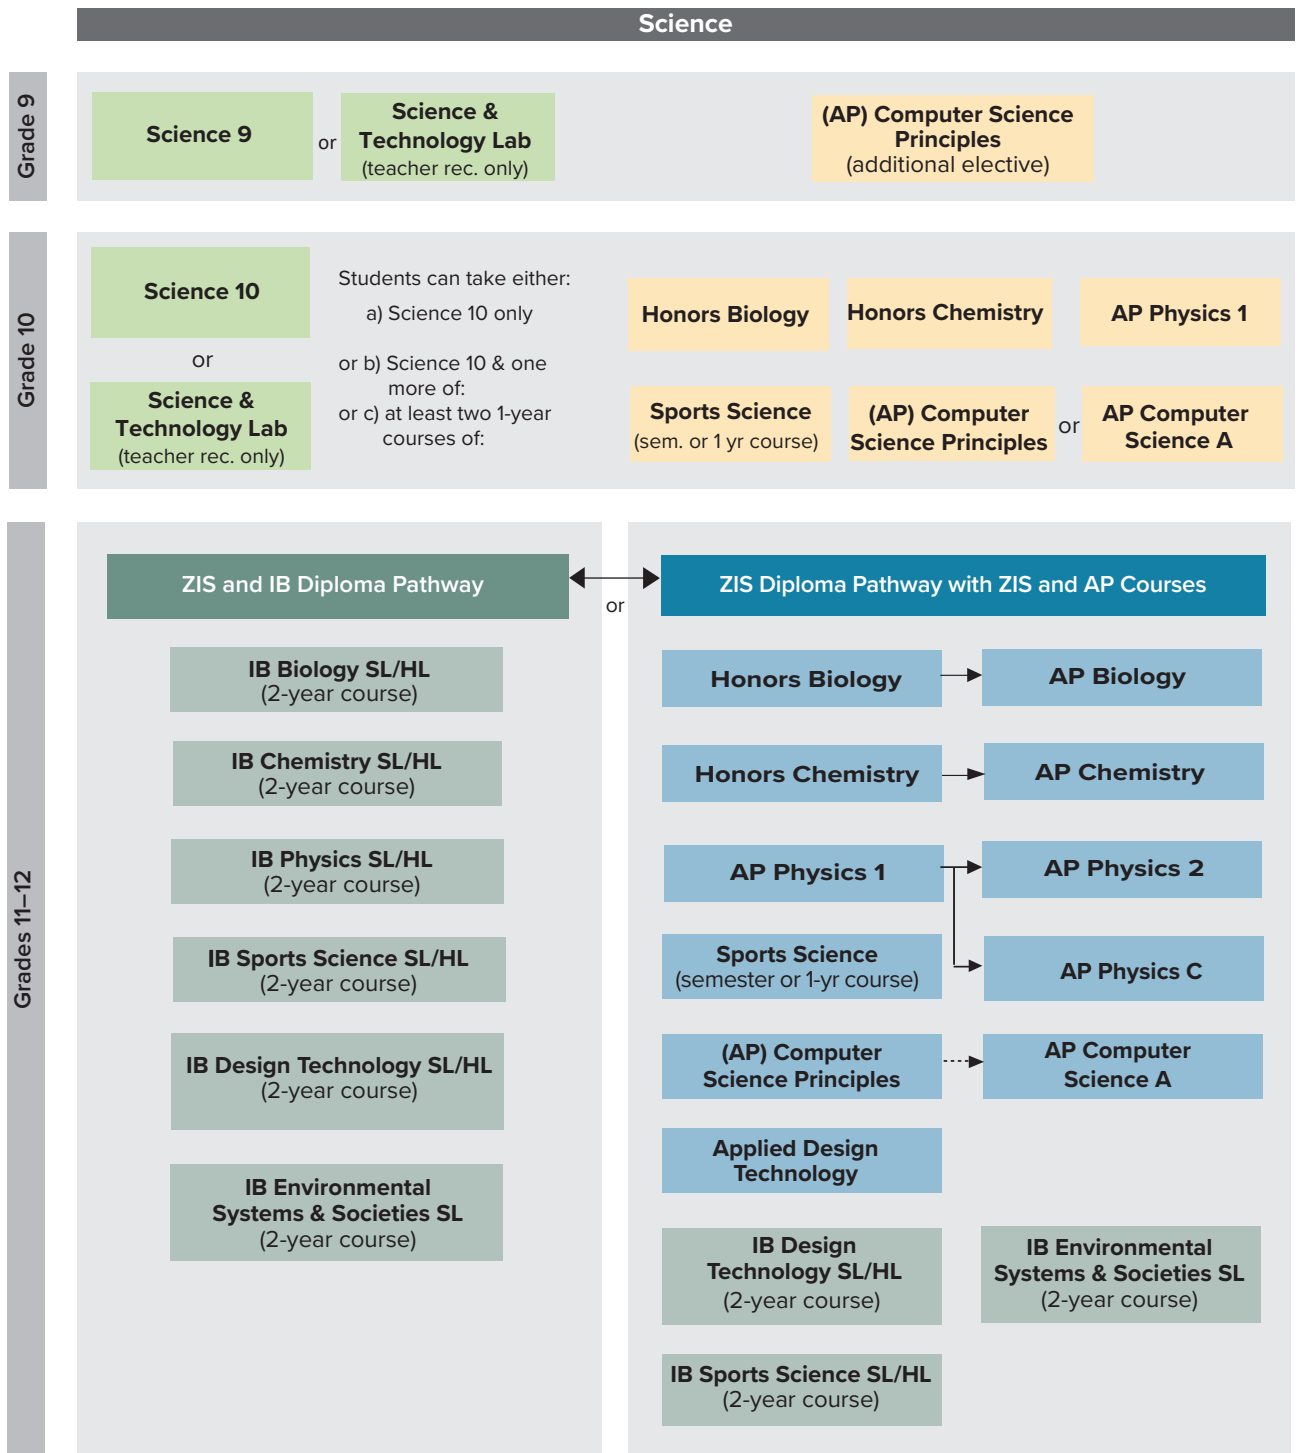 Science
Grade 9
Science 9
or
Science &
Technology Lab
(teacher rec. only)
(AP) Computer Science
Principles
(additional elective)
Grade 10
Science 10
or
Science &
Technology Lab
(teacher rec. only)
Students can take either:
a) Science 10 only
or b) Science 10 & one
more of:
or c) at least two 1-year
courses of:
Honors Biology
Honors Chemistry
AP Physics 1
Sports Science
(sem. or 1 yr course)
(AP) Computer
Science Principles
or
AP Computer
Science A
Grades 11–12
ZIS and IB Diploma Pathway
or
ZIS Diploma Pathway with ZIS and AP Courses
IB Biology SL/HL
(2-year course)
IB Chemistry SL/HL
(2-year course)
IB Physics SL/HL
(2-year course)
IB Sports Science SL/HL
(2-year course)
IB Design Technology SL/HL
(2-year course)
IB Environmental
Systems & Societies SL
(2-year course)
Honors Biology
AP Biology
Honors Chemistry
AP Chemistry
AP Physics 1
AP Physics 2
Sports Science
(semester or 1-yr course)
AP Physics C
(AP) Computer
Science Principles
AP Computer
Science A
Applied Design
Technology
IB Design
Technology SL/HL
(2-year course)
IB Environmental
Systems & Societies SL
(2-year course)
IB Sports Science SL/HL
(2-year course)